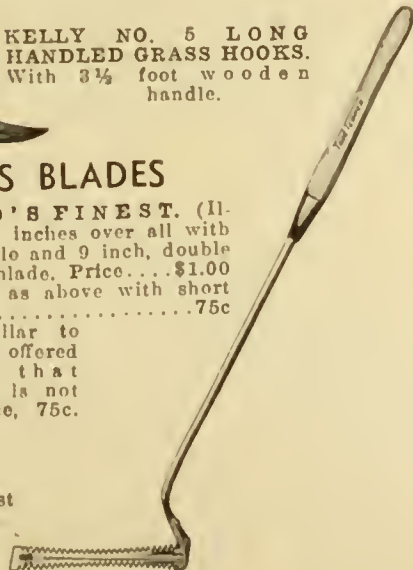 KELLY NO. 5 LONG
HANDLED GRASS HOOKS.
With 3½ foot wooden
handle.
S BLADES
D'S FINEST. (Il-
inches over all with
le and 9 inch, double
blade. Price....$1.00
as above with short
................75c
llar to
offered
that
is not
ce, 75c.
st